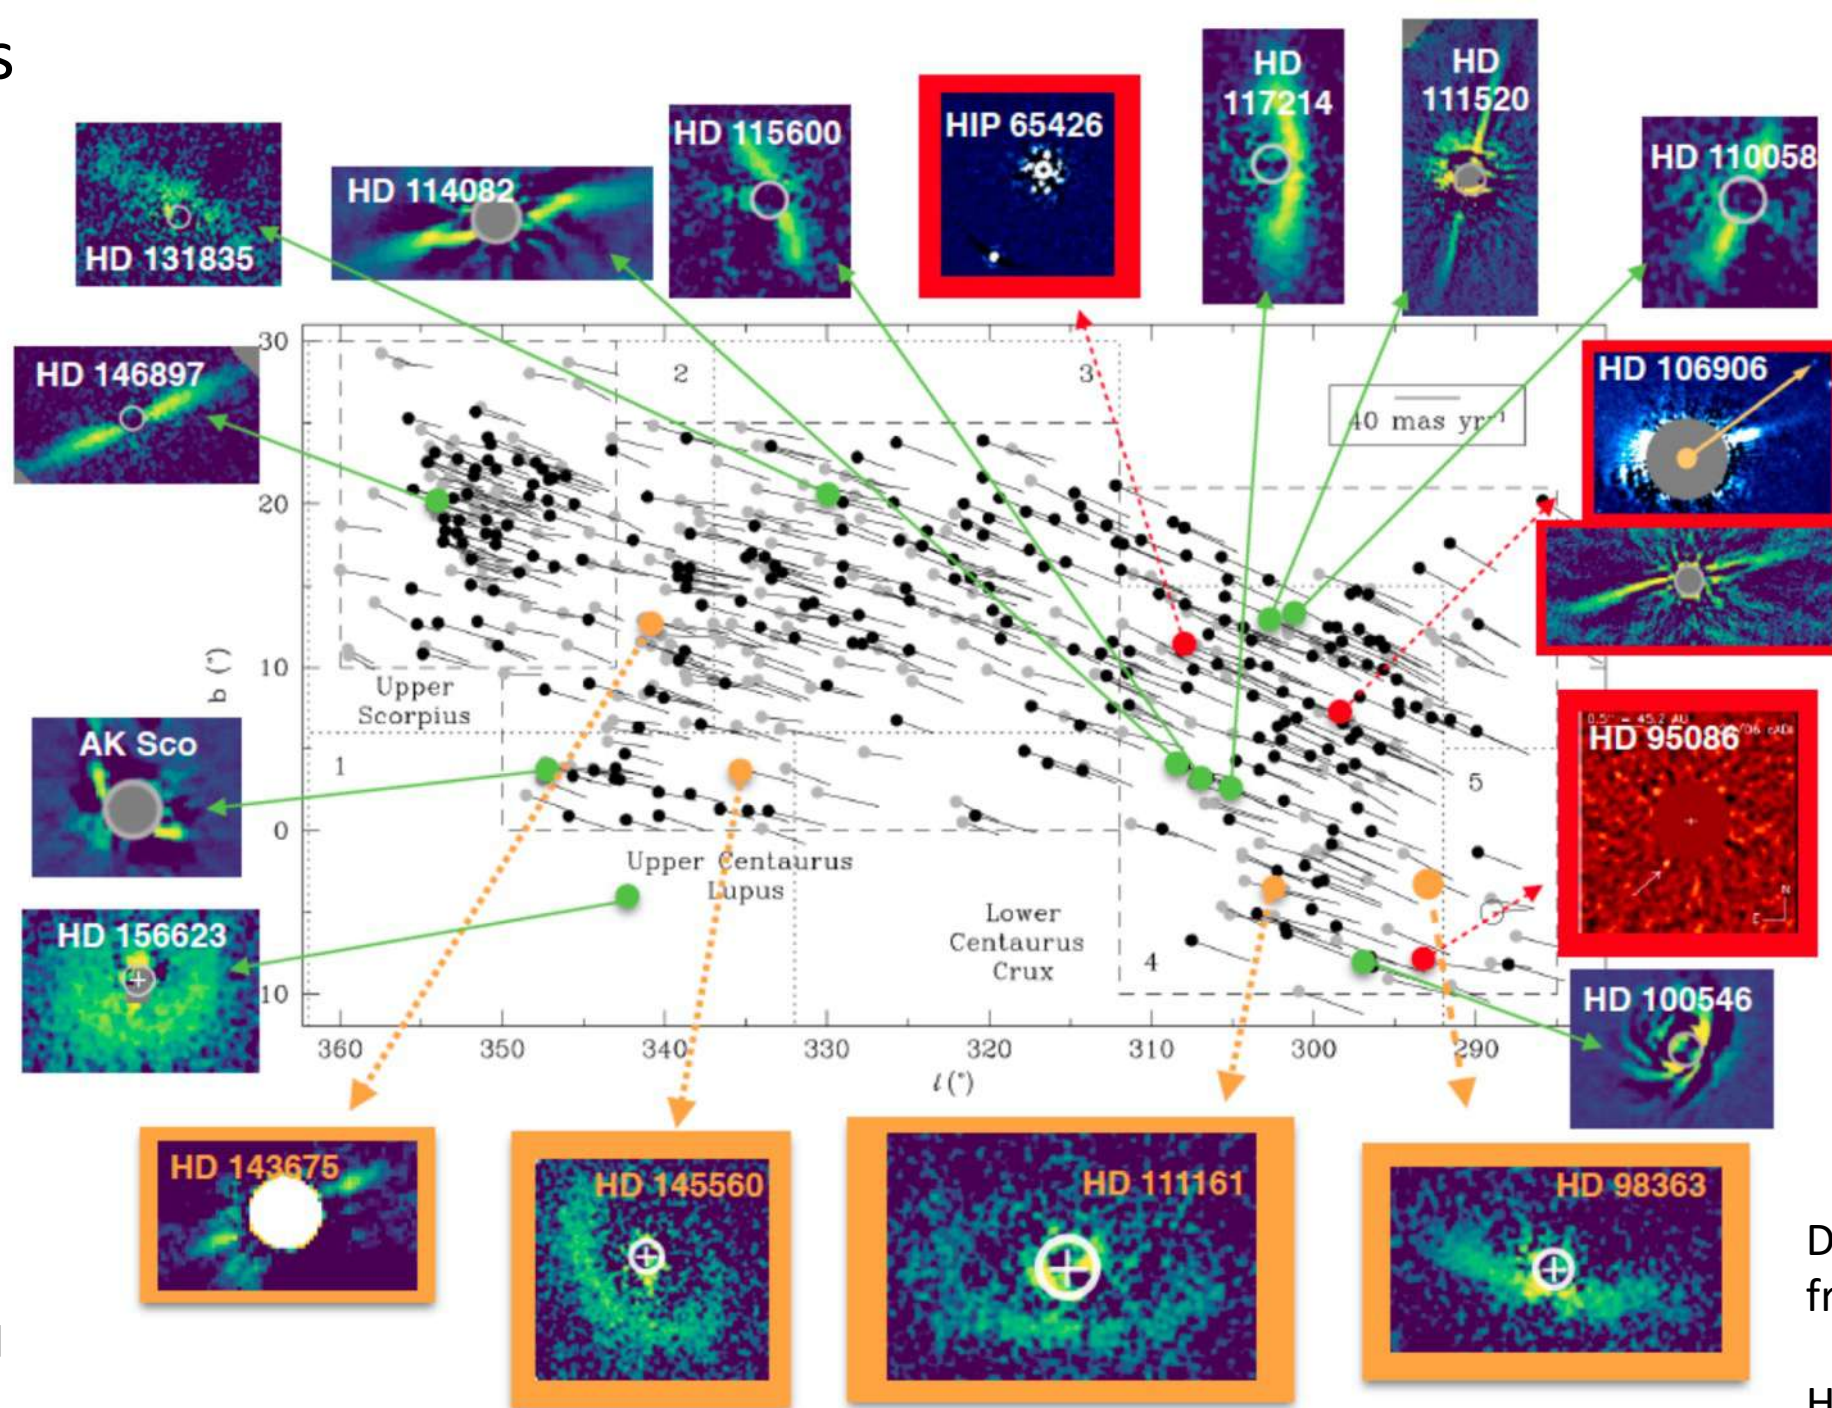 s
HD
117214
HD
111520
HD 115600
HIP 65426
HD 110058
HD 114082
HD 131835
HD 146897
HD 106906
30
20
10
0
10
b (°)
2
3
40 mas yr⁻¹
Upper
Scorpius
1
5
HD 95086
AK Sco
Upper Centaurus
Lupus
Lower
Centaurus
Crux
4
N
E
HD 156623
HD 100546
360 350 340 330 320 310 300 290
l (°)
HD 143675
HD 145560
HD 111161
HD 98363
D
fr
H